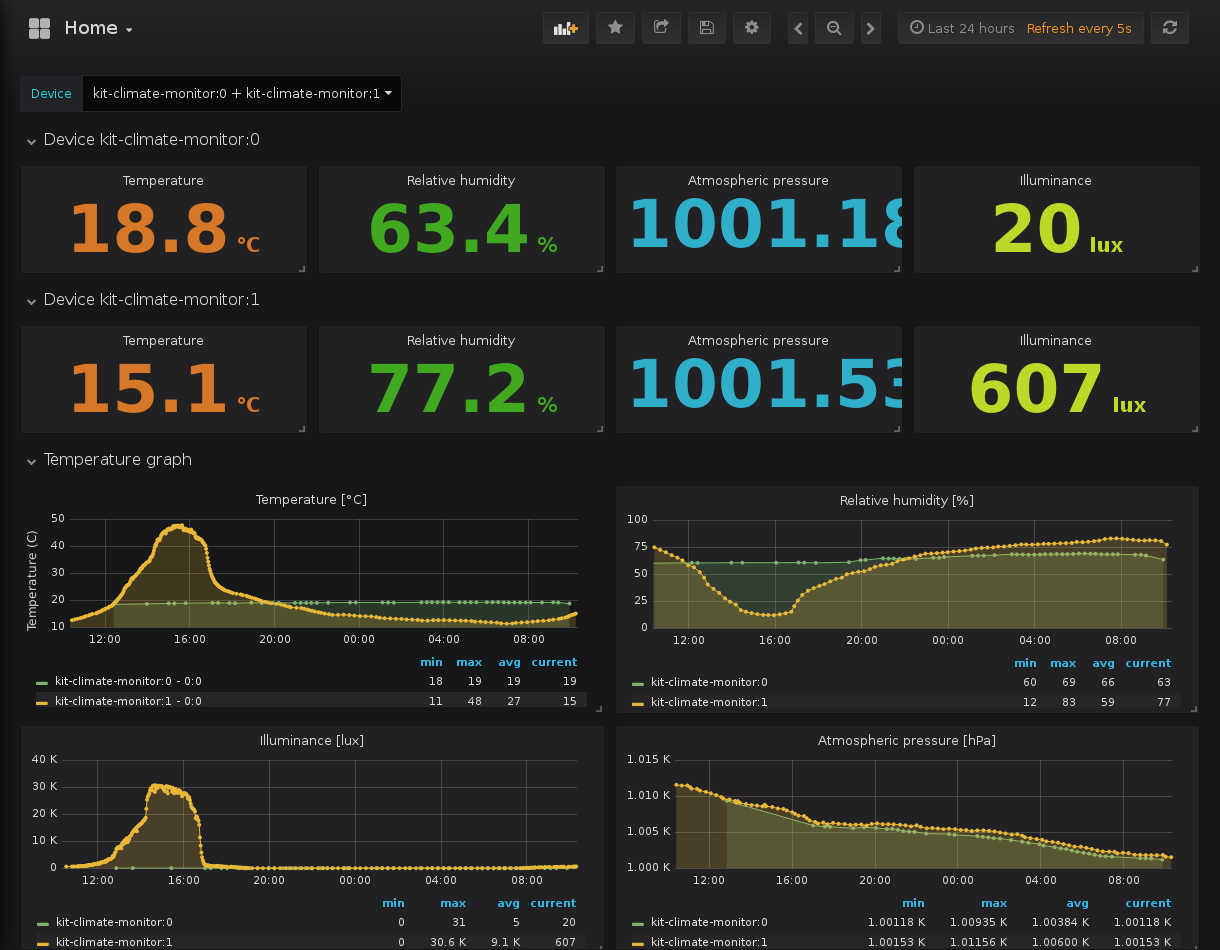 Home
Last 24 hours Refresh every 5s
Device kit-climate-monitor:0 + kit-climate-monitor:1
Device kit-climate-monitor:0
Temperature Relative humidity Atmospheric pressure Illuminance
18.8 °C 63.4 % 1001.18 20 lux
Device kit-climate-monitor:1
Temperature Relative humidity Atmospheric pressure Illuminance
15.1 °C 77.2 % 1001.53 607 lux
Temperature graph
Temperature [°C]
Temperature (C)
50
40
30
20
10
12:00 16:00 20:00 00:00 04:00 08:00
min max avg current
kit-climate-monitor:0 - 0:0 18 19 19 19
kit-climate-monitor:1 - 0:0 11 48 27 15
Relative humidity [%]
100
75
50
25
0
12:00 16:00 20:00 00:00 04:00 08:00
min max avg current
kit-climate-monitor:0 60 69 66 63
kit-climate-monitor:1 12 83 59 77
Illuminance [lux]
40 K
30 K
20 K
10 K
0
12:00 16:00 20:00 00:00 04:00 08:00
min max avg current
kit-climate-monitor:0 0 31 5 20
kit-climate-monitor:1 0 30.6 K 9.1 K 607
Atmospheric pressure [hPa]
1.015 K
1.010 K
1.005 K
1.000 K
12:00 16:00 20:00 00:00 04:00 08:00
min max avg current
kit-climate-monitor:0 1.00118 K 1.00935 K 1.00384 K 1.00118 K
kit-climate-monitor:1 1.00153 K 1.01156 K 1.00600 K 1.00153 K